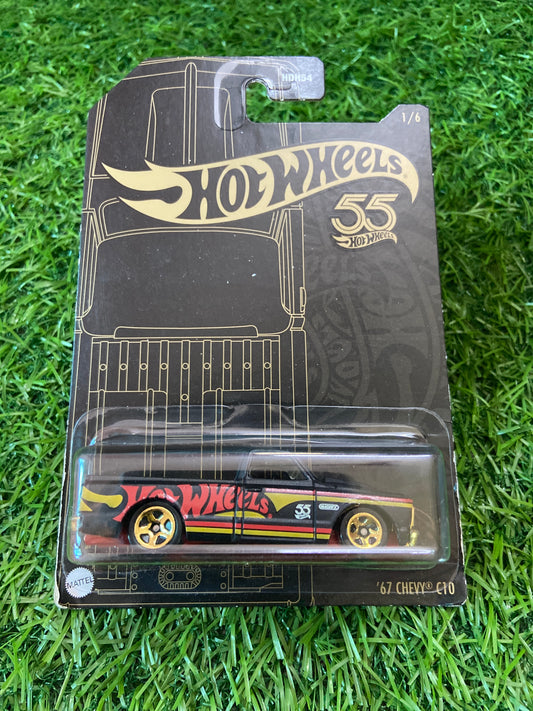 HDH54
1/6
HOT WHEELS
55
HOT WHEELS
HOT WHEELS
55
MATTEL
'67 CHEVY® C10